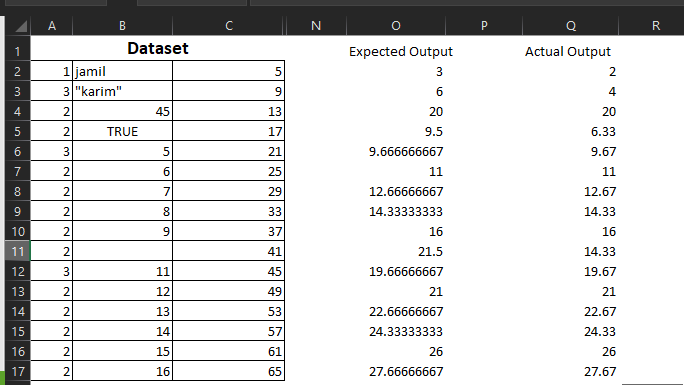 A B C N O P Q R
1 Dataset Expected Output Actual Output
2 1 jamil 5 3 2
3 3 "karim" 9 6 4
4 2 45 13 20 20
5 2 TRUE 17 9.5 6.33
6 3 5 21 9.666666667 9.67
7 2 6 25 11 11
8 2 7 29 12.66666667 12.67
9 2 8 33 14.33333333 14.33
10 2 9 37 16 16
11 2 41 21.5 14.33
12 3 11 45 19.66666667 19.67
13 2 12 49 21 21
14 2 13 53 22.66666667 22.67
15 2 14 57 24.33333333 24.33
16 2 15 61 26 26
17 2 16 65 27.66666667 27.67